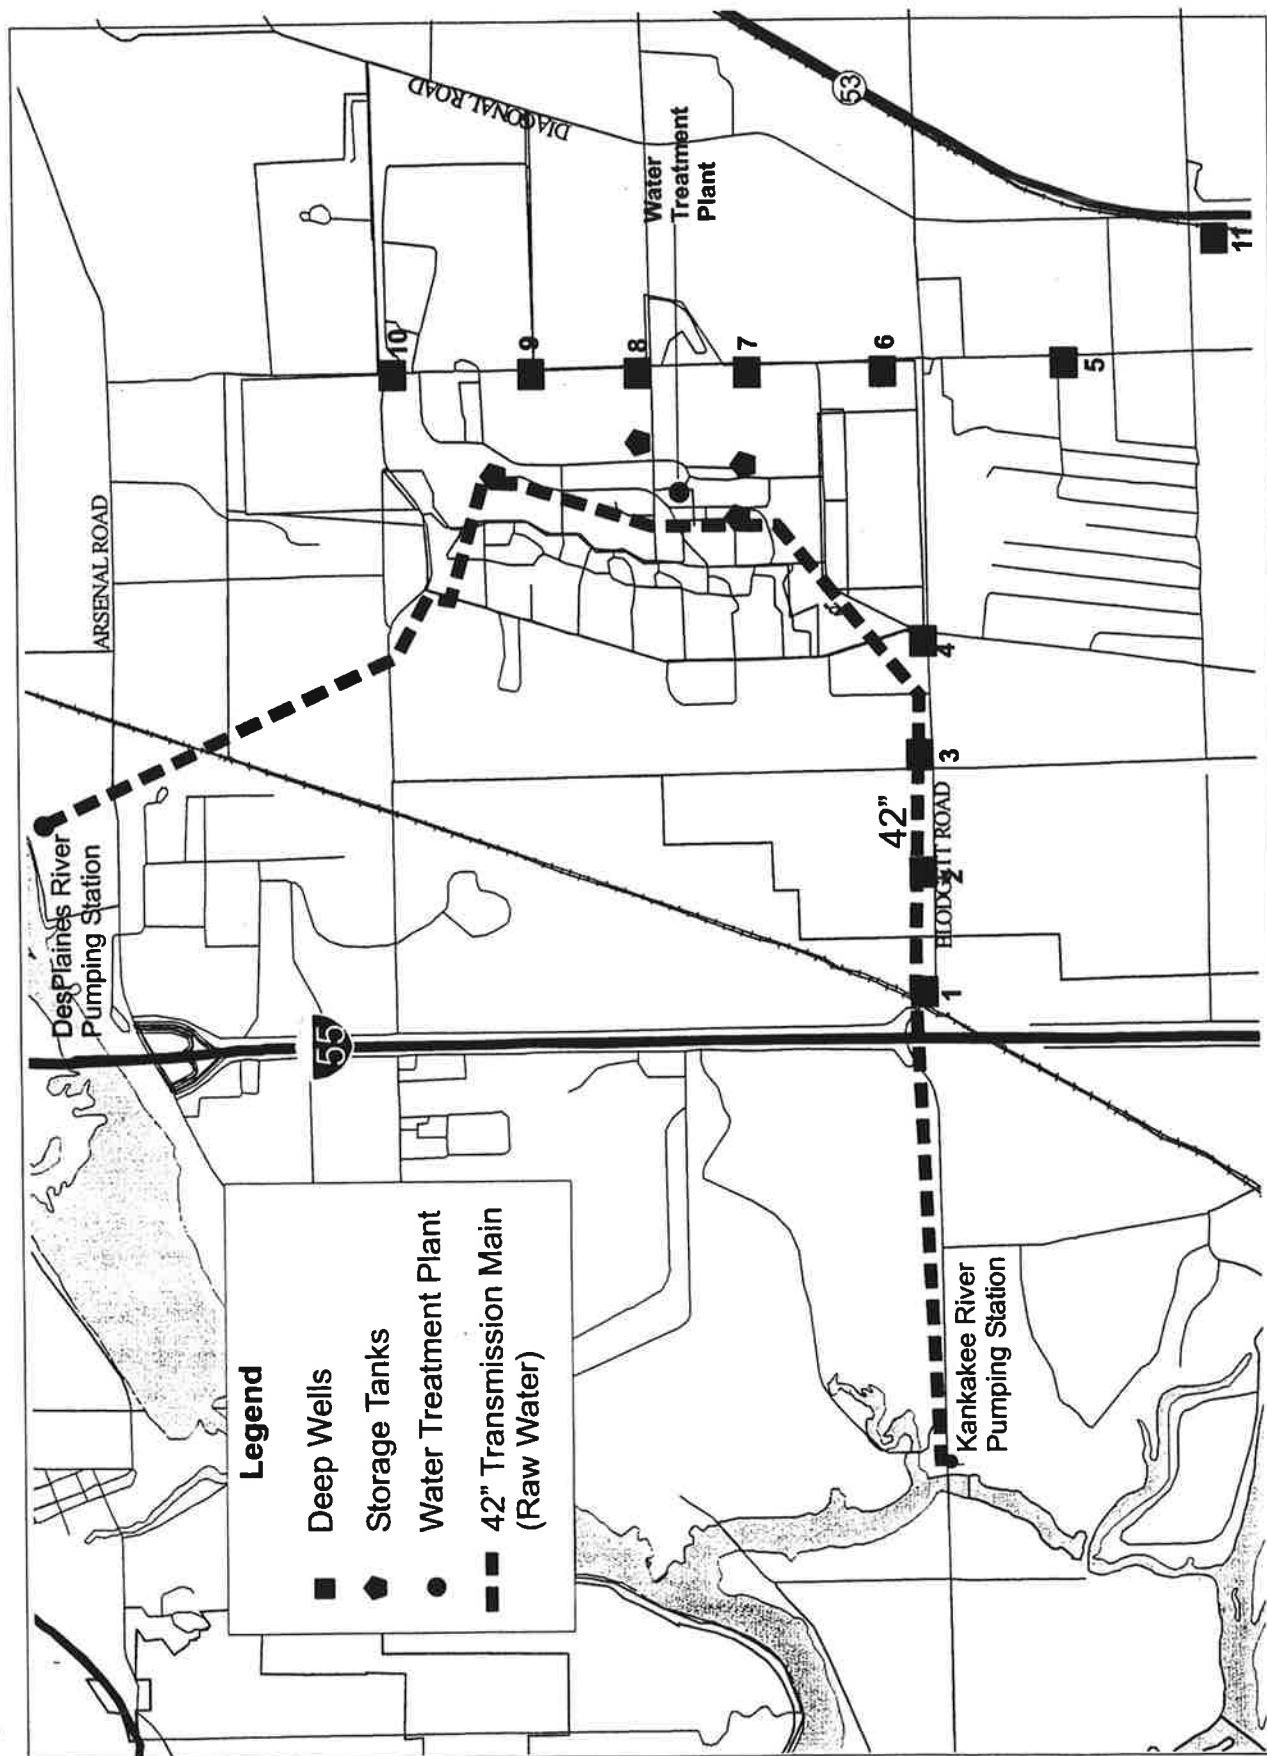 DesPlaines River
Pumping Station
ARSENAL ROAD
DIAGONAL ROAD
55
53
10
9
8
7
6
5
11
Water
Treatment
Plant
42"
1
2
3
4
HLODGETT ROAD
Kankakee River
Pumping Station
Legend
Deep Wells
Storage Tanks
Water Treatment Plant
42" Transmission Main
(Raw Water)